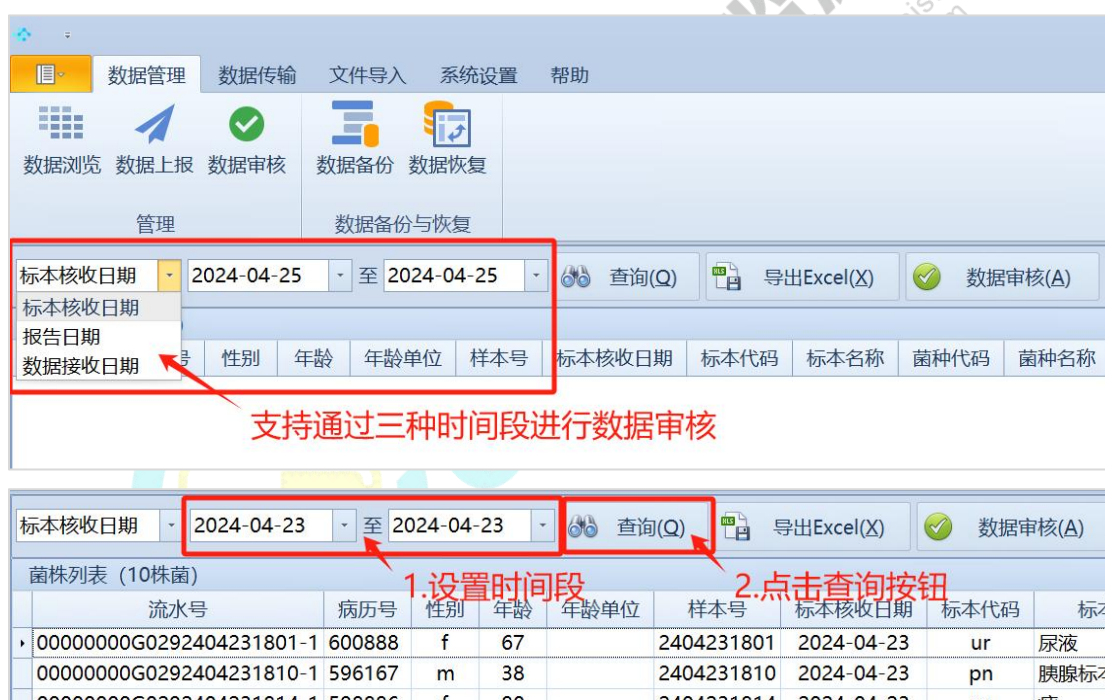 数据管理 数据传输 文件导入 系统设置 帮助
数据浏览 数据上报 数据审核 数据备份 数据恢复
管理 数据备份与恢复
标本核收日期 2024-04-25 至 2024-04-25 查询(Q) 导出Excel(X) 数据审核(A)
标本核收日期
报告日期
数据接收日期
号 性别 年龄 年龄单位 样本号 标本核收日期 标本代码 标本名称 菌种代码 菌种名称
支持通过三种时间段进行数据审核
标本核收日期 2024-04-23 至 2024-04-23 查询(Q) 导出Excel(X) 数据审核(A)
菌株列表 (10株菌)
1.设置时间段 2.点击查询按钮
流水号 病历号 性别 年龄 年龄单位 样本号 标本核收日期 标本代码
00000000G0292404231801-1 600888 f 67 2404231801 2024-04-23 ur 尿液
00000000G0292404231810-1 596167 m 38 2404231810 2024-04-23 pn 胰腺标本